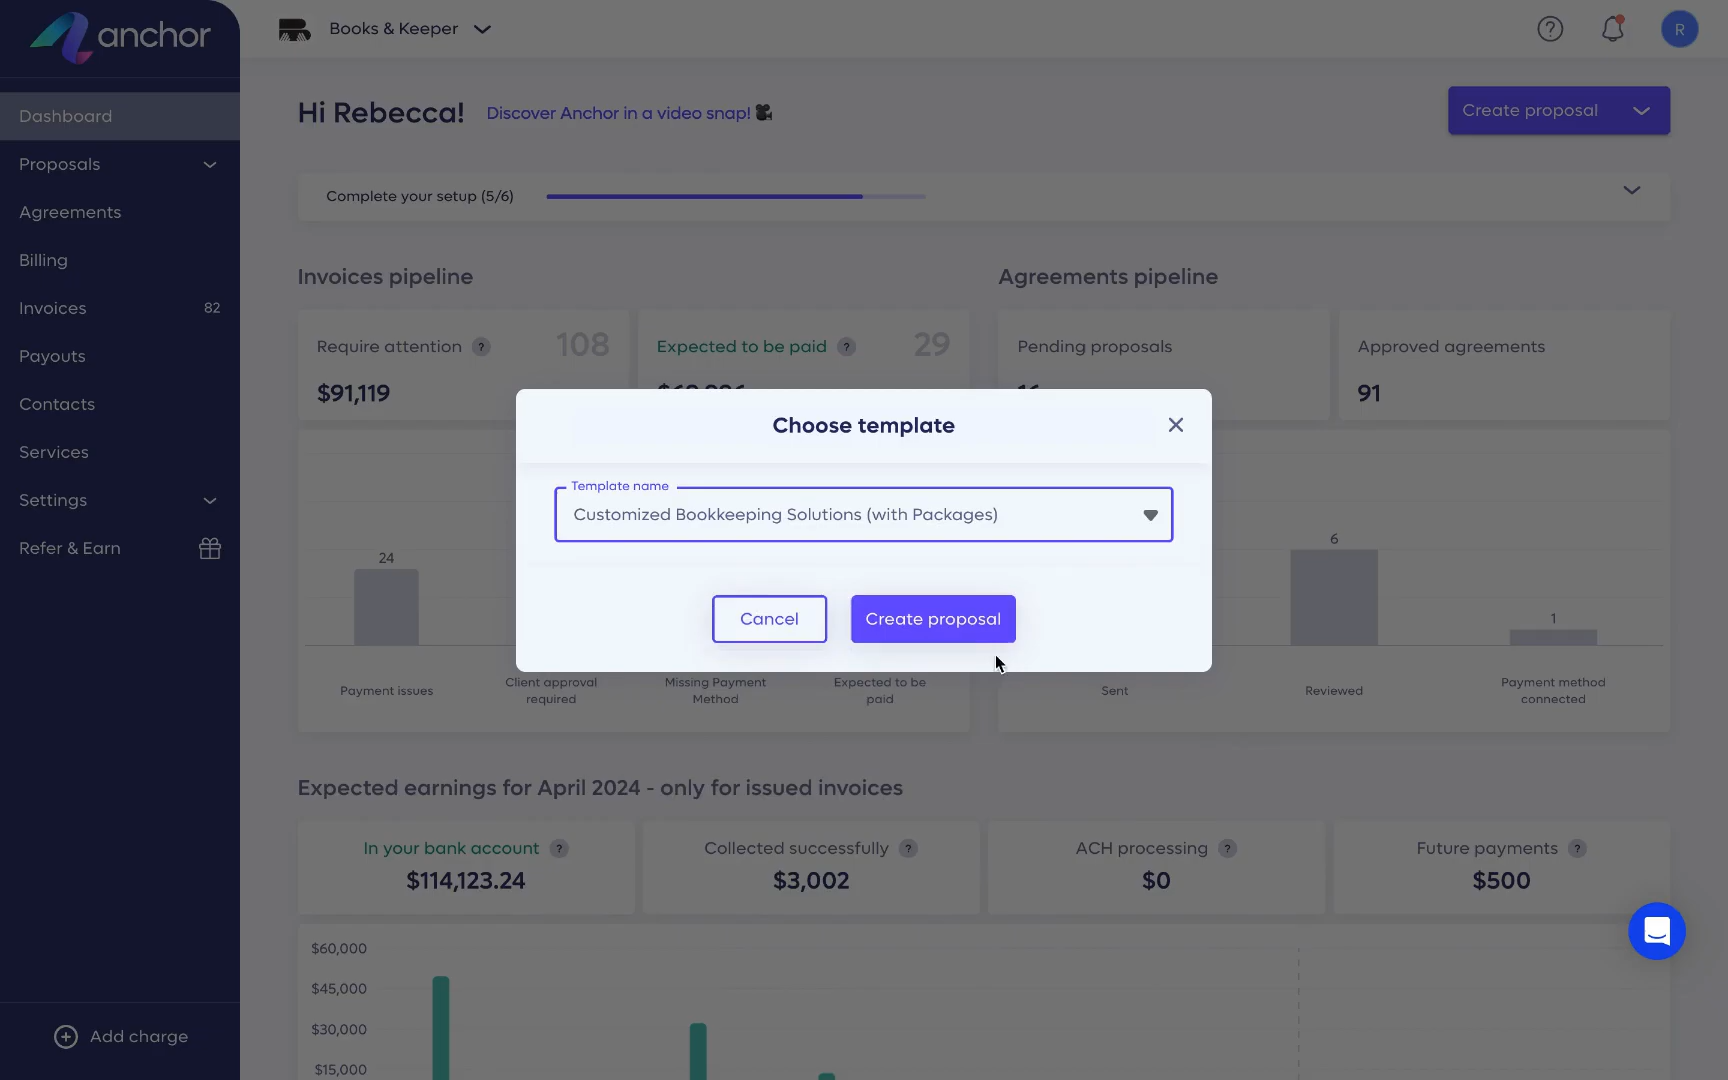 anchor
Books & Keeper
R
Dashboard
Proposals
Agreements
Billing
Invoices 82
Payouts
Contacts
Services
Settings
Refer & Earn
Add charge
Hi Rebecca! Discover Anchor in a video snap!
Create proposal
Complete your setup (5/6)
Invoices pipeline
Agreements pipeline
Require attention ? 108
$91,119
Expected to be paid ? 29
Pending proposals
Approved agreements
91
Choose template
Template name
Customized Bookkeeping Solutions (with Packages)
Cancel
Create proposal
24
6
1
Payment issues
Client approval
required
Missing Payment
Method
Expected to be
paid
Sent
Reviewed
Payment method
connected
Expected earnings for April 2024 - only for issued invoices
In your bank account ?
$114,123.24
Collected successfully ?
$3,002
ACH processing ?
$0
Future payments ?
$500
$60,000
$45,000
$30,000
$15,000